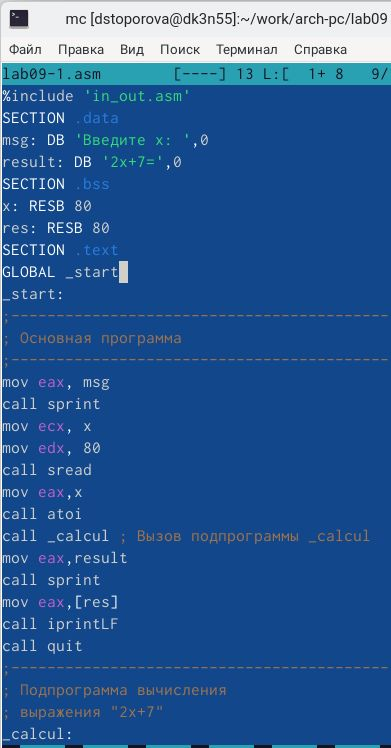 mc [dstoporova@dk3n55]:~/work/arch-pc/lab09
Файл Правка Вид Поиск Терминал Справка
lab09-1.asm [----] 13 L:[ 1+ 8 9/
%include 'in_out.asm'
SECTION .data
msg: DB 'Введите x: ',0
result: DB '2x+7=',0
SECTION .bss
x: RESB 80
res: RESB 80
SECTION .text
GLOBAL _start
_start:
;------------------------------------------
; Основная программа
;------------------------------------------
mov eax, msg
call sprint
mov ecx, x
mov edx, 80
call sread
mov eax,x
call atoi
call _calcul ; Вызов подпрограммы _calcul
mov eax,result
call sprint
mov eax,[res]
call iprintLF
call quit
;------------------------------------------
; Подпрограмма вычисления
; выражения "2x+7"
_calcul: